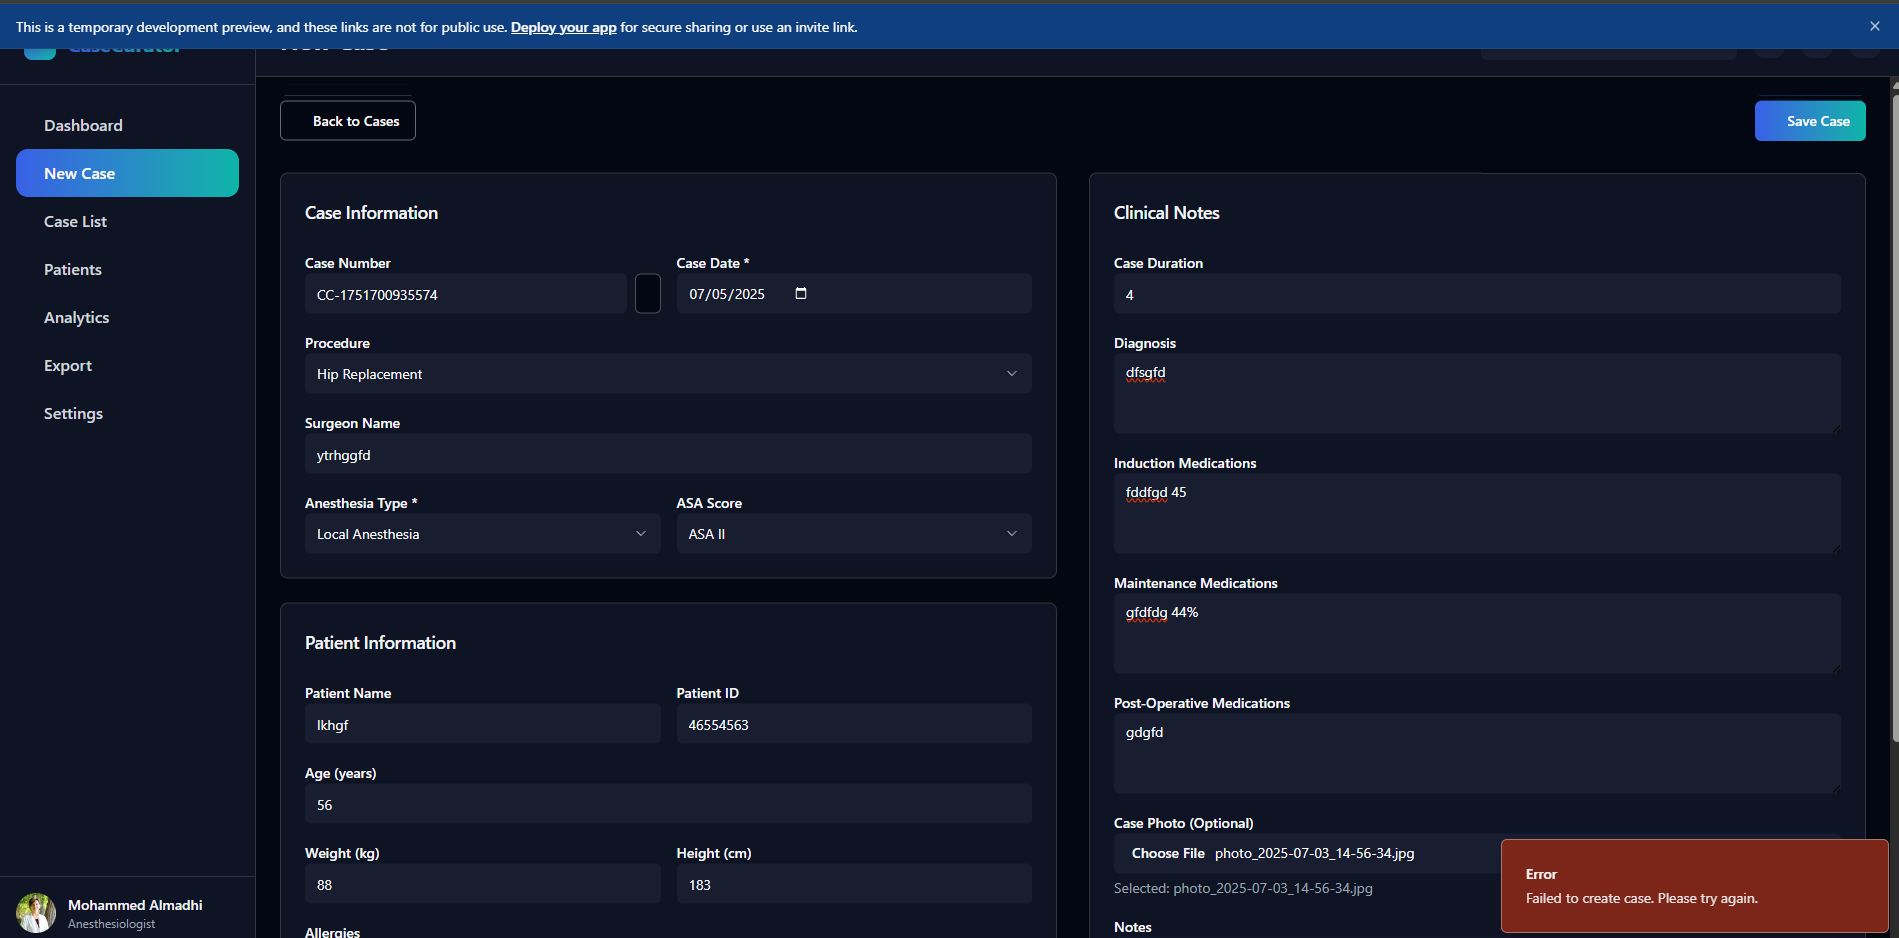 This is a temporary development preview, and these links are not for public use. Deploy your app for secure sharing or use an invite link.
Dashboard
New Case
Case List
Patients
Analytics
Export
Settings
Mohammed Almadhi
Anesthesiologist
Back to Cases
Save Case
Case Information
Case Number
CC-1751700935574
Case Date *
07/05/2025
Procedure
Hip Replacement
Surgeon Name
ytrhggfd
Anesthesia Type *
Local Anesthesia
ASA Score
ASA II
Patient Information
Patient Name
lkhgf
Patient ID
46554563
Age (years)
56
Weight (kg)
88
Height (cm)
183
Allergies
Clinical Notes
Case Duration
4
Diagnosis
dfsgfd
Induction Medications
fddfgd 45
Maintenance Medications
gfdfdg 44%
Post-Operative Medications
gdgfd
Case Photo (Optional)
Choose File photo_2025-07-03_14-56-34.jpg
Selected: photo_2025-07-03_14-56-34.jpg
Notes
Error
Failed to create case. Please try again.